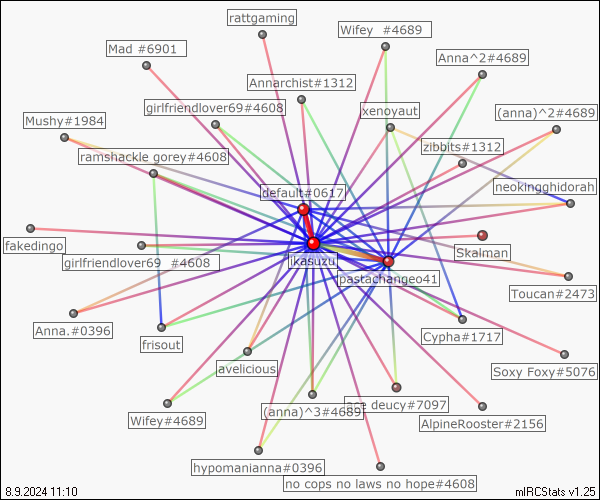 rattgaming
Wifey  #4689
Mad #6901
Anna^2#4689
Annarchist#1312
girlfriendlover69#4608
xenoyaut
(anna)^2#4689
Mushy#1984
zibbits#1312
ramshackle gorey#4608
default#0617
neokingghidorah
fakedingo
Skalman
girlfriendlover69  #4608
ikasuzu
pastachangeo41
Toucan#2473
Anna.#0396
frisout
Cypha#1717
avelicious
Soxy Foxy#5076
Wifey#4689
(anna)^3#4689
ace deucy#7097
AlpineRooster#2156
hypomanianna#0396
no cops no laws no hope#4608
8.9.2024 11:10
mIRCStats v1.25